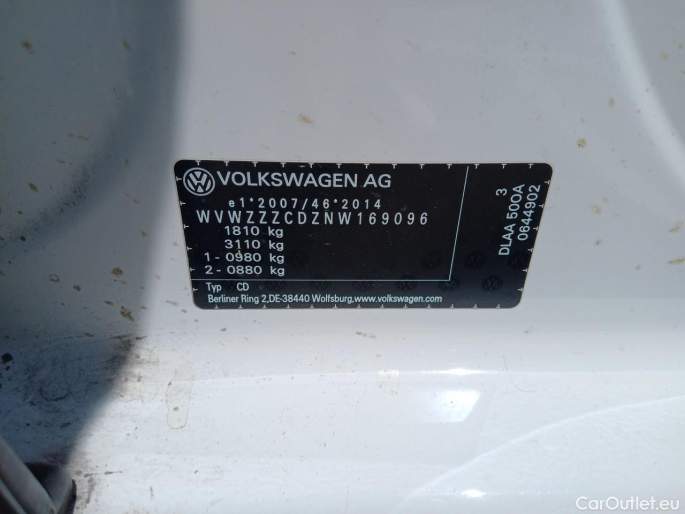 VOLKSWAGEN AG
e1*2007/46*2014
WVWZZZCDZNW169096
1810 kg
3110 kg
1 - 0980 kg
2 - 0880 kg
Typ CD
Berliner Ring 2,DE-38440 Wolfsburg,www.volkswagen.com
3
DLAA 500A
0644902
CarOutlet.eu